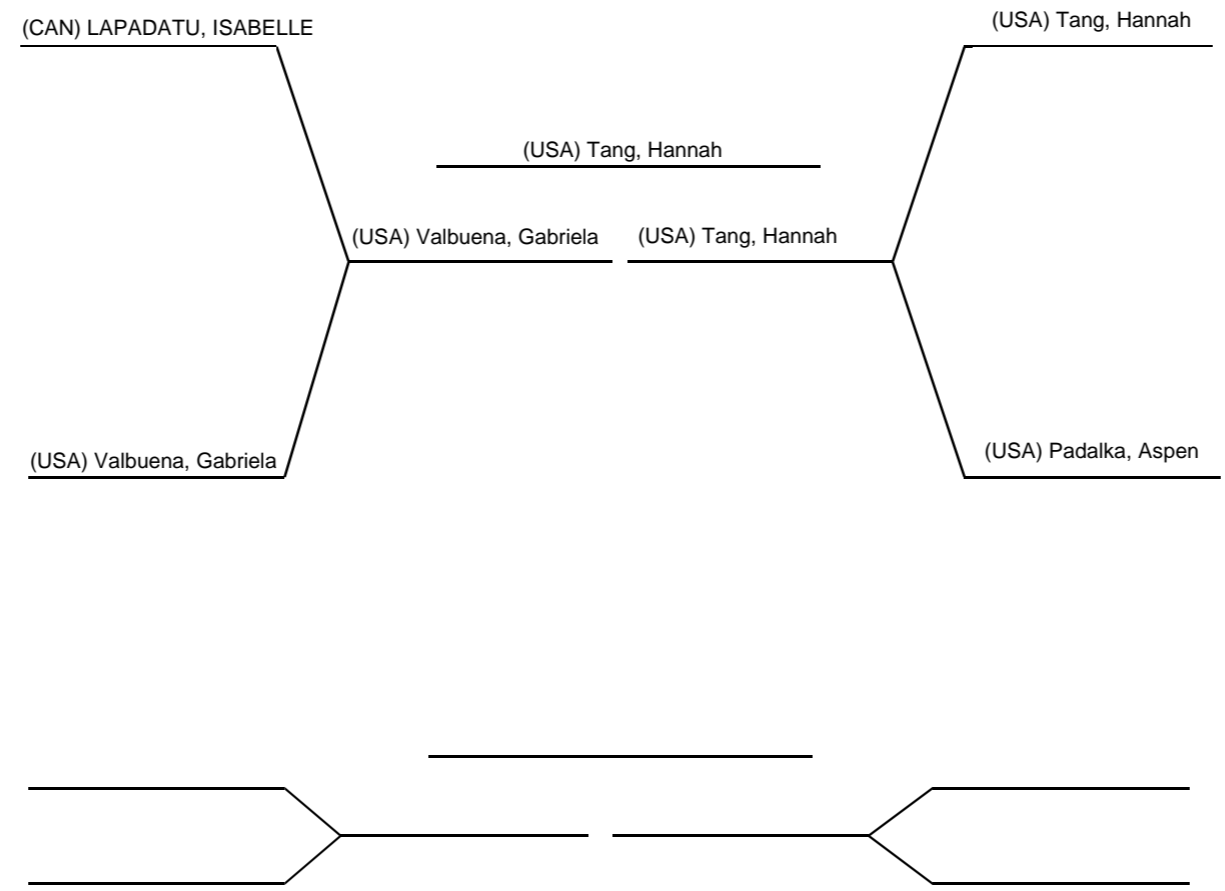 (CAN) LAPADATU, ISABELLE
(USA) Tang, Hannah
(USA) Tang, Hannah
(USA) Valbuena, Gabriela
(USA) Tang, Hannah
(USA) Valbuena, Gabriela
(USA) Padalka, Aspen